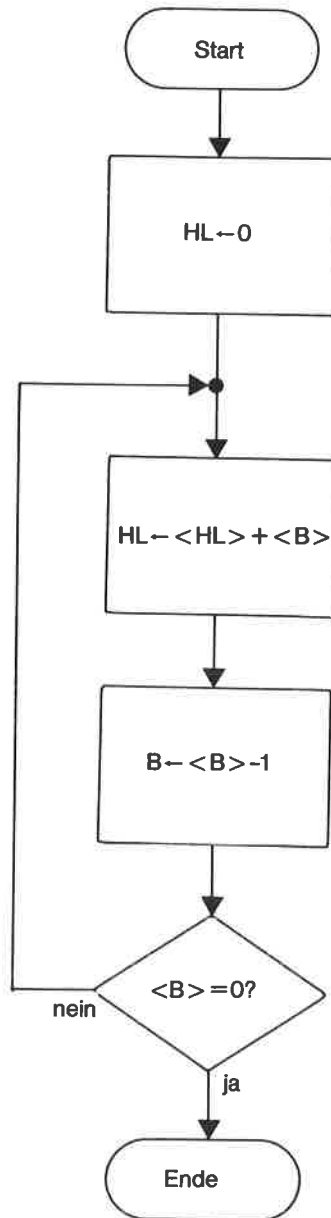 Start
HL←0
HL←<HL>+<B>
B←<B>-1
<B>=0?
nein
ja
Ende